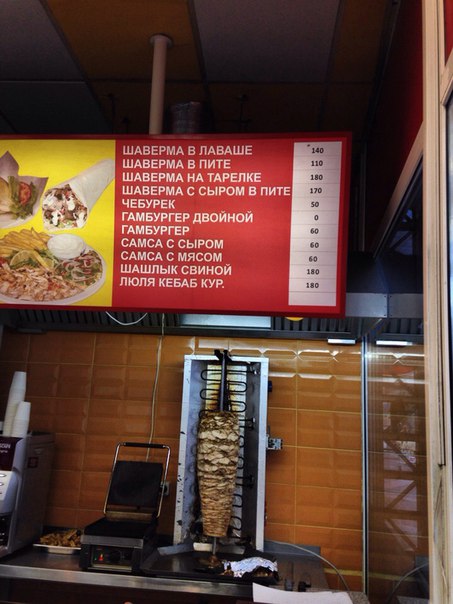 ШАВЕРМА В ЛАВАШЕ 140
ШАВЕРМА В ПИТЕ 110
ШАВЕРМА НА ТАРЕЛКЕ 180
ШАВЕРМА С СЫРОМ В ПИТЕ 170
ЧЕБУРЕК 50
ГАМБУРГЕР ДВОЙНОЙ 0
ГАМБУРГЕР 60
САМСА С СЫРОМ 60
САМСА С МЯСОМ 60
ШАШЛЫК СВИНОЙ 180
ЛЮЛЯ КЕБАБ КУР. 180